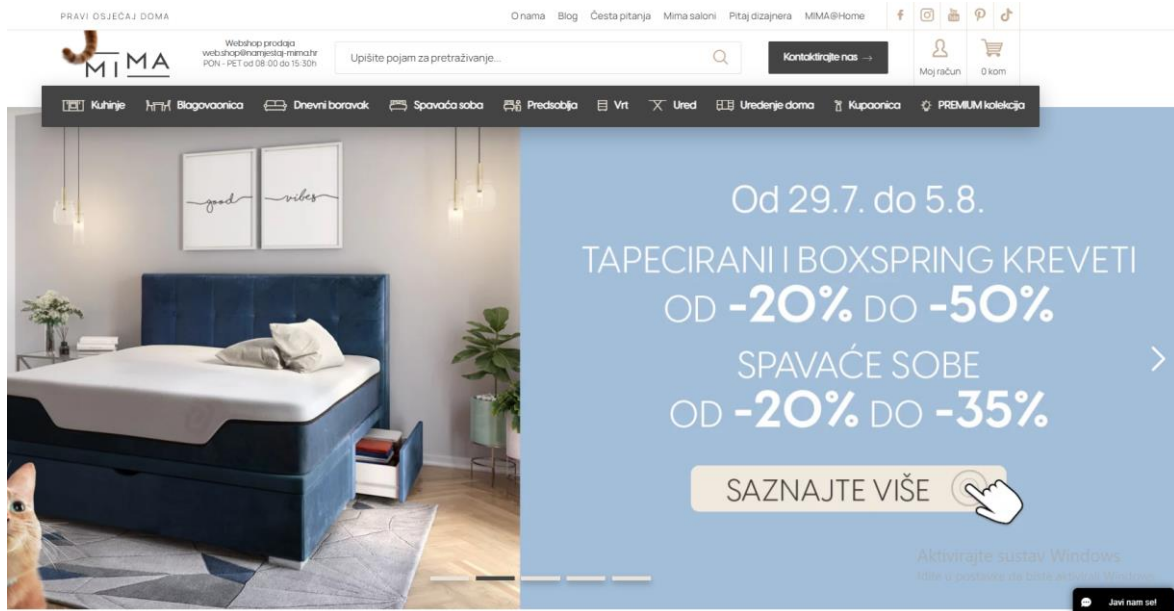 PRAVI OSJEĆAJ DOMA
O nama Blog Česta pitanja Mima saloni Pitaj dizajnera MIMA@Home
MIMA
Webshop prodaja
web.shop@namjestaj-mima.hr
PON - PET od 08:00 do 15:30h
Upišite pojam za pretraživanje...
Kontaktirajte nas →
Moj račun
0 kom
Kuhinje Blagovaonica Dnevni boravak Spavaća soba Predsoblja Vrt Ured Uređenje doma Kupaonica PREMIUM kolekcija
good
vibes
Od 29.7. do 5.8.
TAPECIRANI I BOXSPRING KREVETI
OD -20% DO -50%
SPAVAĆE SOBE
OD -20% DO -35%
SAZNAJTE VIŠE
Aktivirajte sustav Windows
Javi nam se!